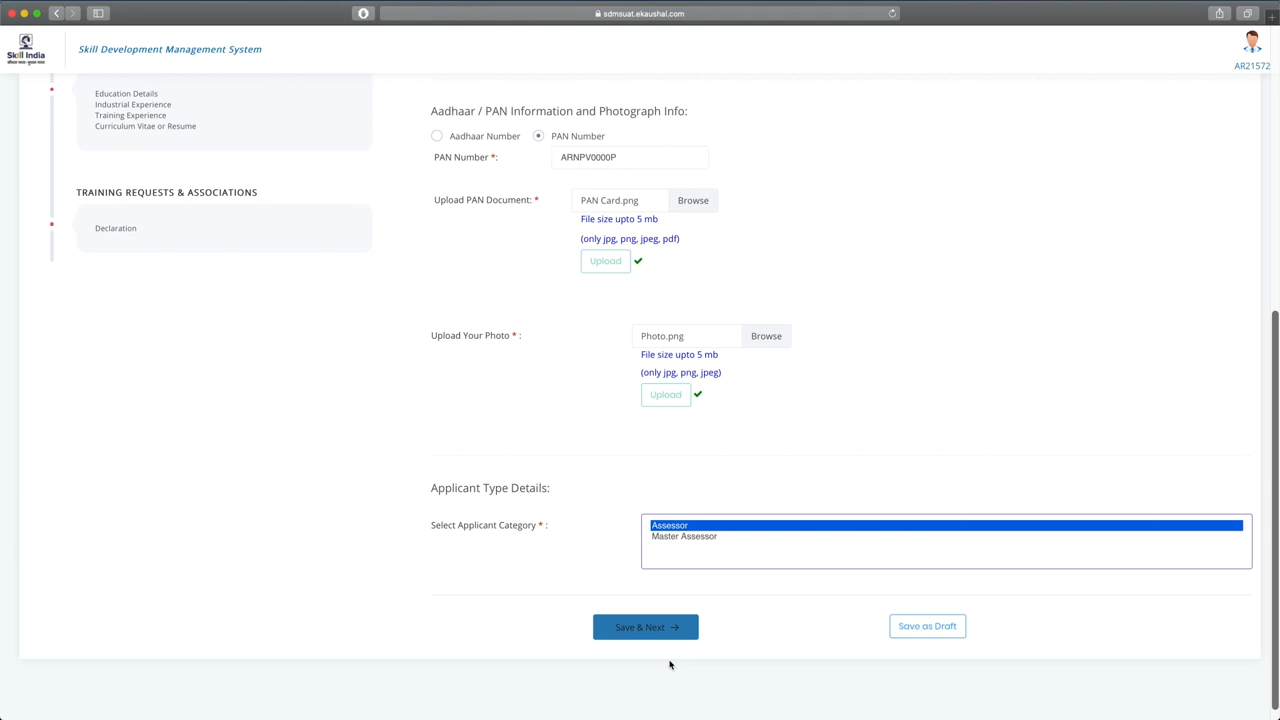 sdmsuat.ekaushal.com
Skill India
Skill Development Management System
AR21572
Education Details
Industrial Experience
Training Experience
Curriculum Vitae or Resume
TRAINING REQUESTS & ASSOCIATIONS
Declaration
Aadhaar / PAN Information and Photograph Info:
Aadhaar Number PAN Number
PAN Number *: ARNPV0000P
Upload PAN Document: * PAN Card.png Browse
File size upto 5 mb
(only jpg, png, jpeg, pdf)
Upload
Upload Your Photo * : Photo.png Browse
File size upto 5 mb
(only jpg, png, jpeg)
Upload
Applicant Type Details:
Select Applicant Category * : Assessor
Master Assessor
Save & Next →
Save as Draft